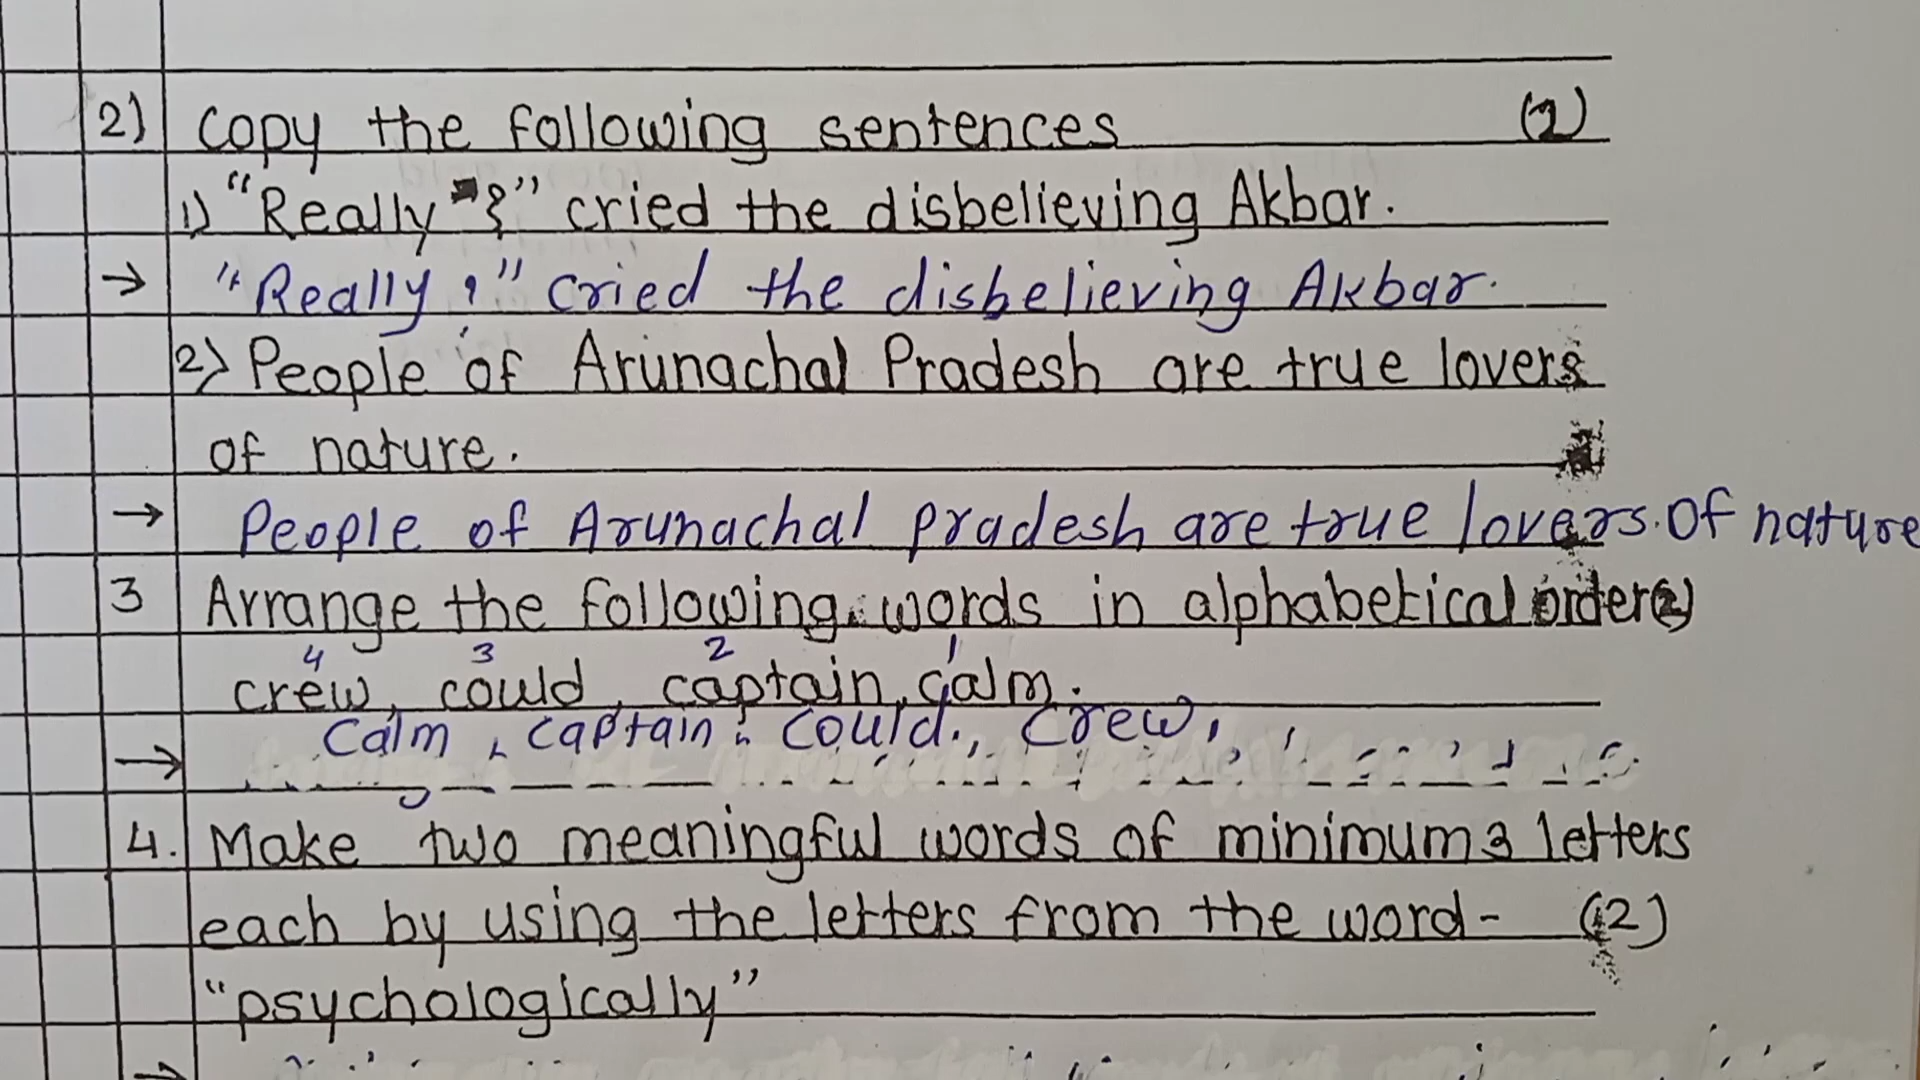 2) Copy the following sentences (2)
1) "Really?" cried the disbelieving Akbar.
→ "Really?" cried the disbelieving Akbar.
2) People of Arunachal Pradesh are true lovers
of nature.
→ People of Arunachal pradesh are true lovers. Of nature
3 Arrange the following words in alphabetical order (2)
4 3 2 1
crew, could, captain, calm.
→ Calm, captain, could., Crew,
4. Make two meaningful words of minimum 3 letters
each by using the letters from the word- (2)
"psychologically"
→